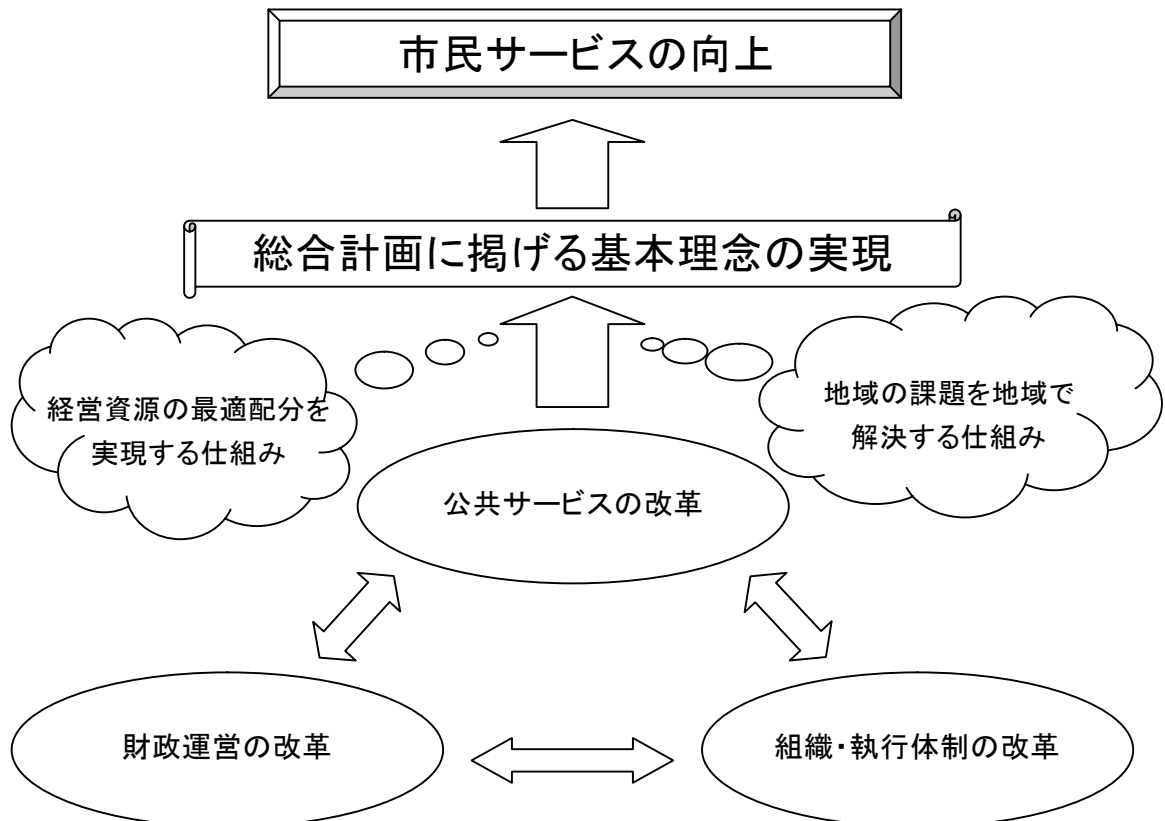 市民サービスの向上
総合計画に掲げる基本理念の実現
経営資源の最適配分を
実現する仕組み
地域の課題を地域で
解決する仕組み
公共サービスの改革
財政運営の改革
組織・執行体制の改革